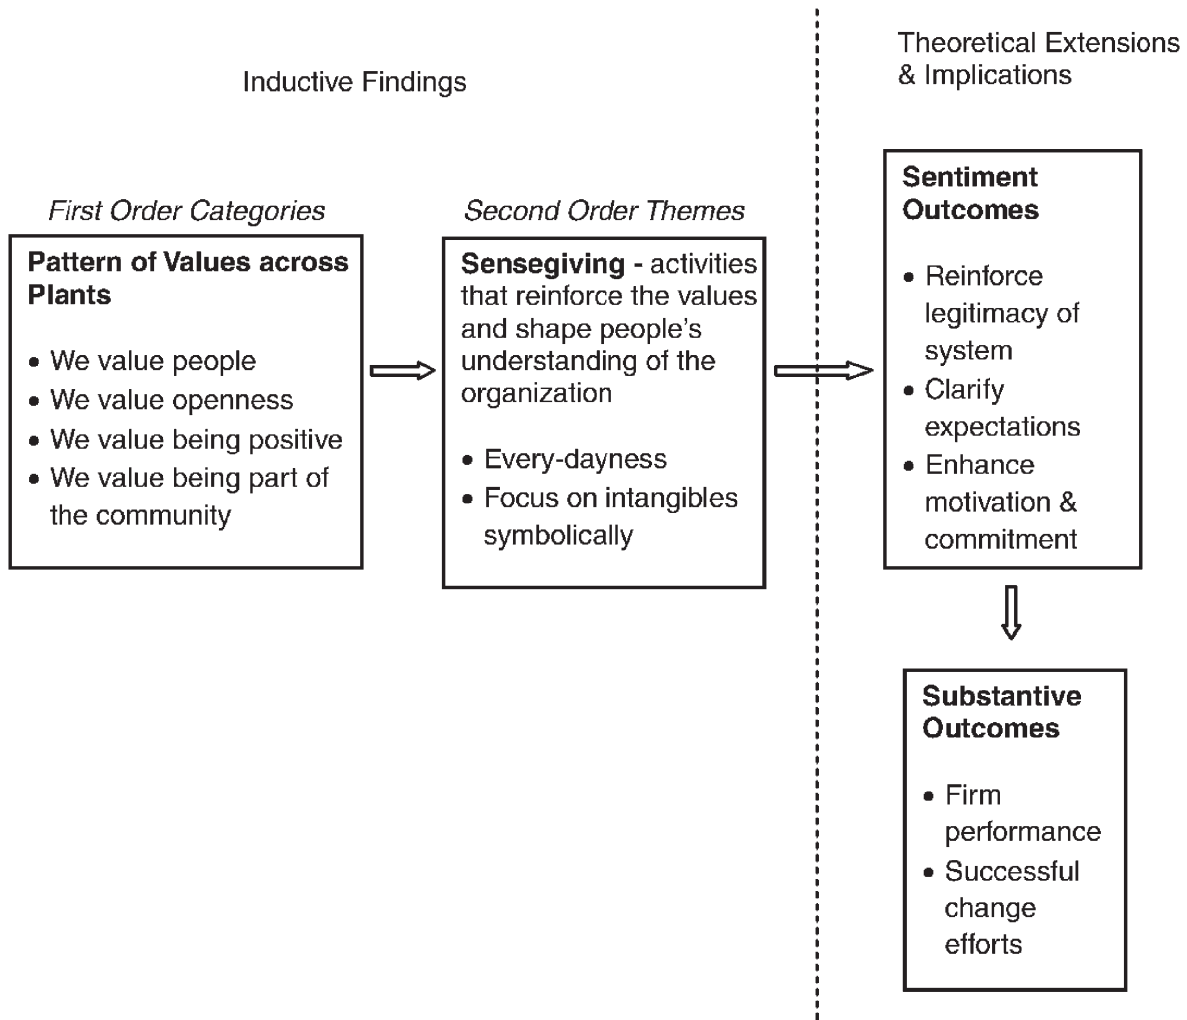 Inductive Findings
Theoretical Extensions
& Implications
First Order Categories
Pattern of Values across
Plants
• We value people
• We value openness
• We value being positive
• We value being part of
the community
Second Order Themes
Sensegiving - activities
that reinforce the values
and shape people's
understanding of the
organization
• Every-dayness
• Focus on intangibles
symbolically
Sentiment
Outcomes
• Reinforce
legitimacy of
system
• Clarify
expectations
• Enhance
motivation &
commitment
Substantive
Outcomes
• Firm
performance
• Successful
change
efforts